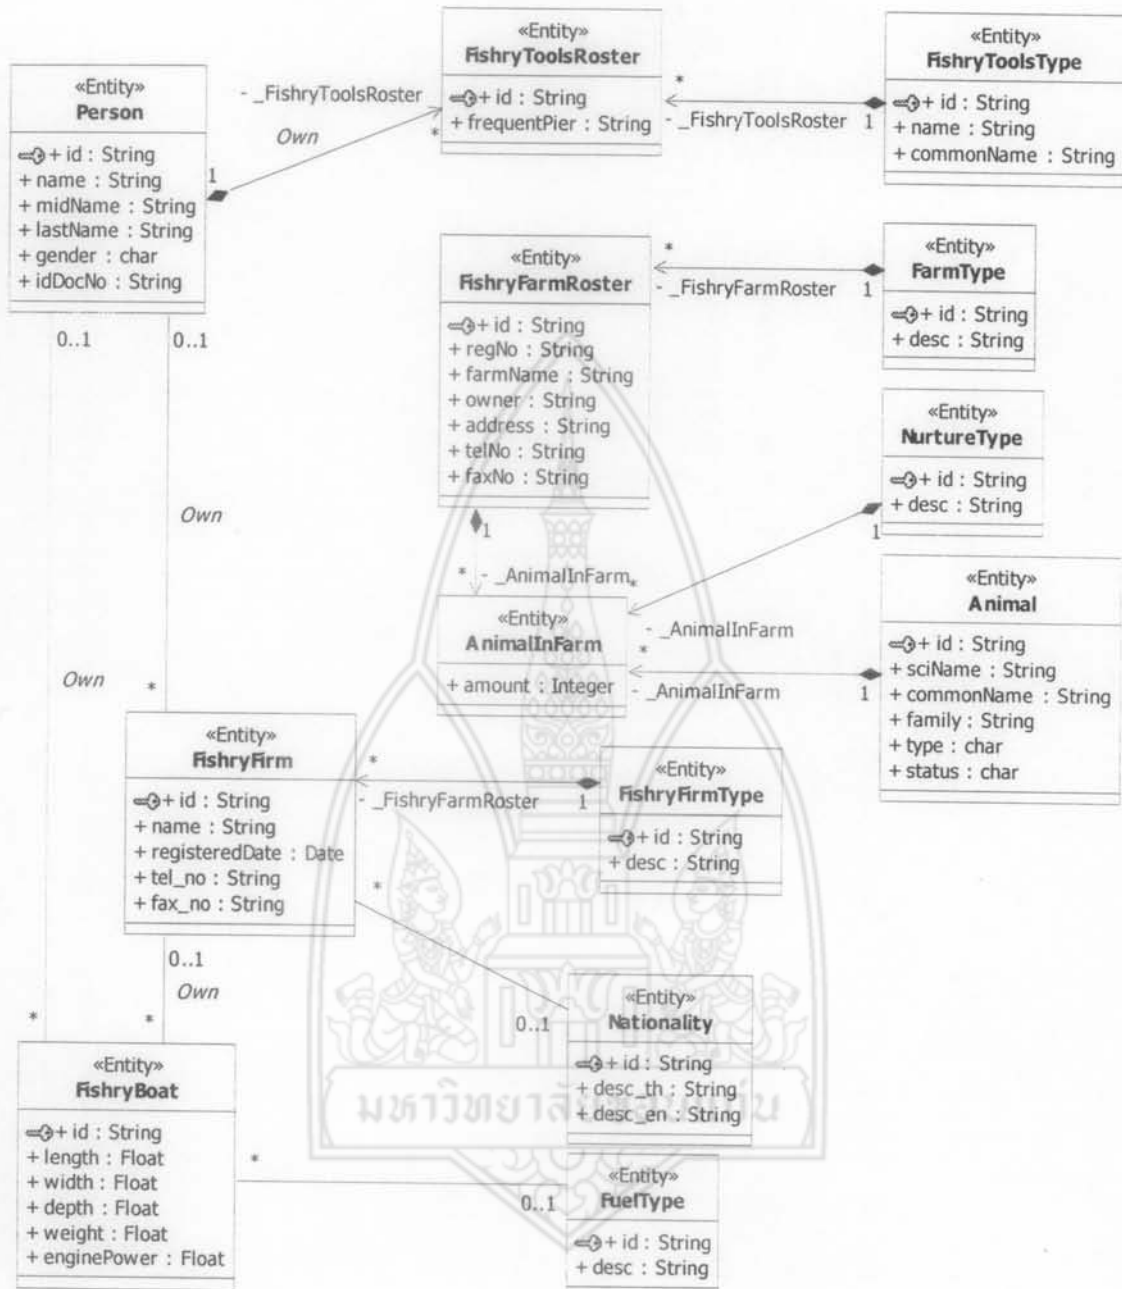 «Entity»
Person
+ id : String
+ name : String
+ midName : String
+ lastName : String
+ gender : char
+ idDocNo : String
- _FishryToolsRoster
Own
1
*
«Entity»
FishryToolsRoster
+ id : String
+ frequentPier : String
*
- _FishryToolsRoster
1
«Entity»
FishryToolsType
+ id : String
+ name : String
+ commonName : String
«Entity»
FishryFarmRoster
+ id : String
+ regNo : String
+ farmName : String
+ owner : String
+ address : String
+ telNo : String
+ faxNo : String
*
- _FishryFarmRoster
1
«Entity»
FarmType
+ id : String
+ desc : String
«Entity»
NurtureType
+ id : String
+ desc : String
1
0..1
0..1
Own
Own
*
1
* - _AnimalInFarm
*
«Entity»
AnimalInFarm
+ amount : Integer
- _AnimalInFarm
*
- _AnimalInFarm
1
«Entity»
Animal
+ id : String
+ sciName : String
+ commonName : String
+ family : String
+ type : char
+ status : char
«Entity»
FishryFirm
+ id : String
+ name : String
+ registeredDate : Date
+ tel_no : String
+ fax_no : String
*
- _FishryFarmRoster
1
«Entity»
FishryFirmType
+ id : String
+ desc : String
*
0..1
Own
*
*
0..1
«Entity»
Nationality
+ id : String
+ desc_th : String
+ desc_en : String
«Entity»
FishryBoat
+ id : String
+ length : Float
+ width : Float
+ depth : Float
+ weight : Float
+ enginePower : Float
*
0..1
«Entity»
FuelType
+ id : String
+ desc : String